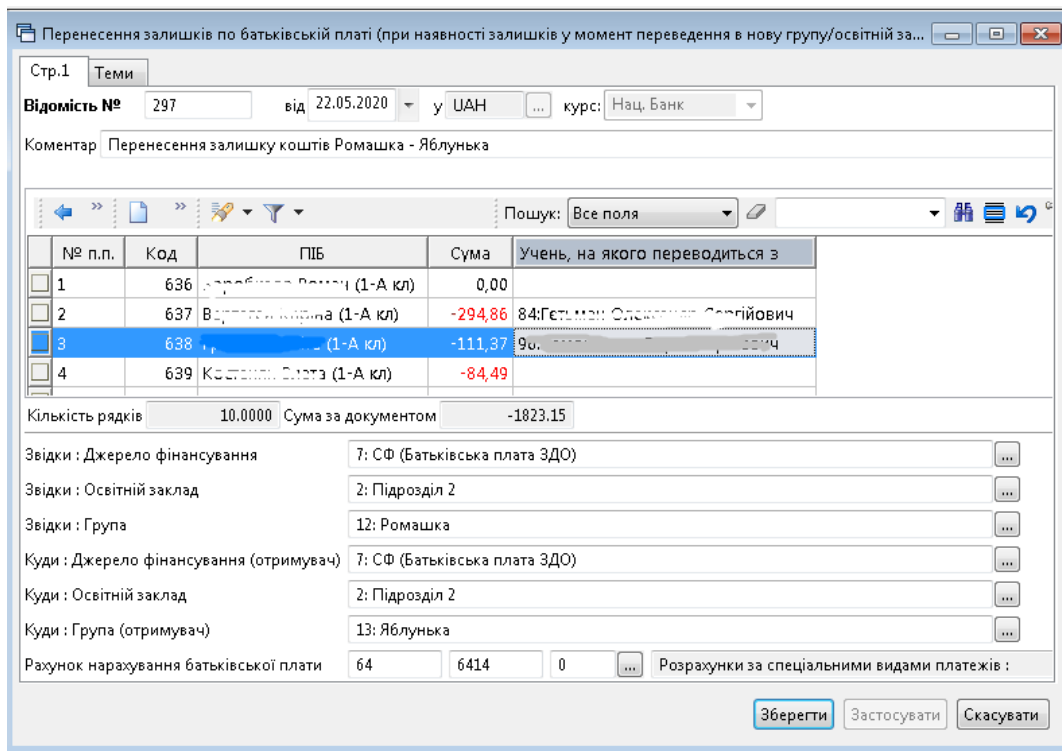 Перенесення залишків по батьківській платі (при наявності залишків у момент переведення в нову групу/освітній за...
Стр.1 Теми
Відомість № 297 від 22.05.2020 у UAH ... курс: Нац. Банк
Коментар Перенесення залишку коштів Ромашка - Яблунька
Пошук: Все поля
№ п.п. Код ПІБ Сума Учень, на якого переводиться з
1 636 (1-А кл) 0,00
2 637 (1-А кл) -294,86 84:Гетьман Сергійович
3 638 (1-А кл) -111,37
4 639 (1-А кл) -84,49
Кількість рядків 10.0000 Сума за документом -1823.15
Звідки : Джерело фінансування 7: СФ (Батьківська плата ЗДО) ...
Звідки : Освітній заклад 2: Підрозділ 2 ...
Звідки : Група 12: Ромашка ...
Куди : Джерело фінансування (отримувач) 7: СФ (Батьківська плата ЗДО) ...
Куди : Освітній заклад 2: Підрозділ 2 ...
Куди : Група (отримувач) 13: Яблунька ...
Рахунок нарахування батьківської плати 64 6414 0 ... Розрахунки за спеціальними видами платежів :
Зберегти Застосувати Скасувати